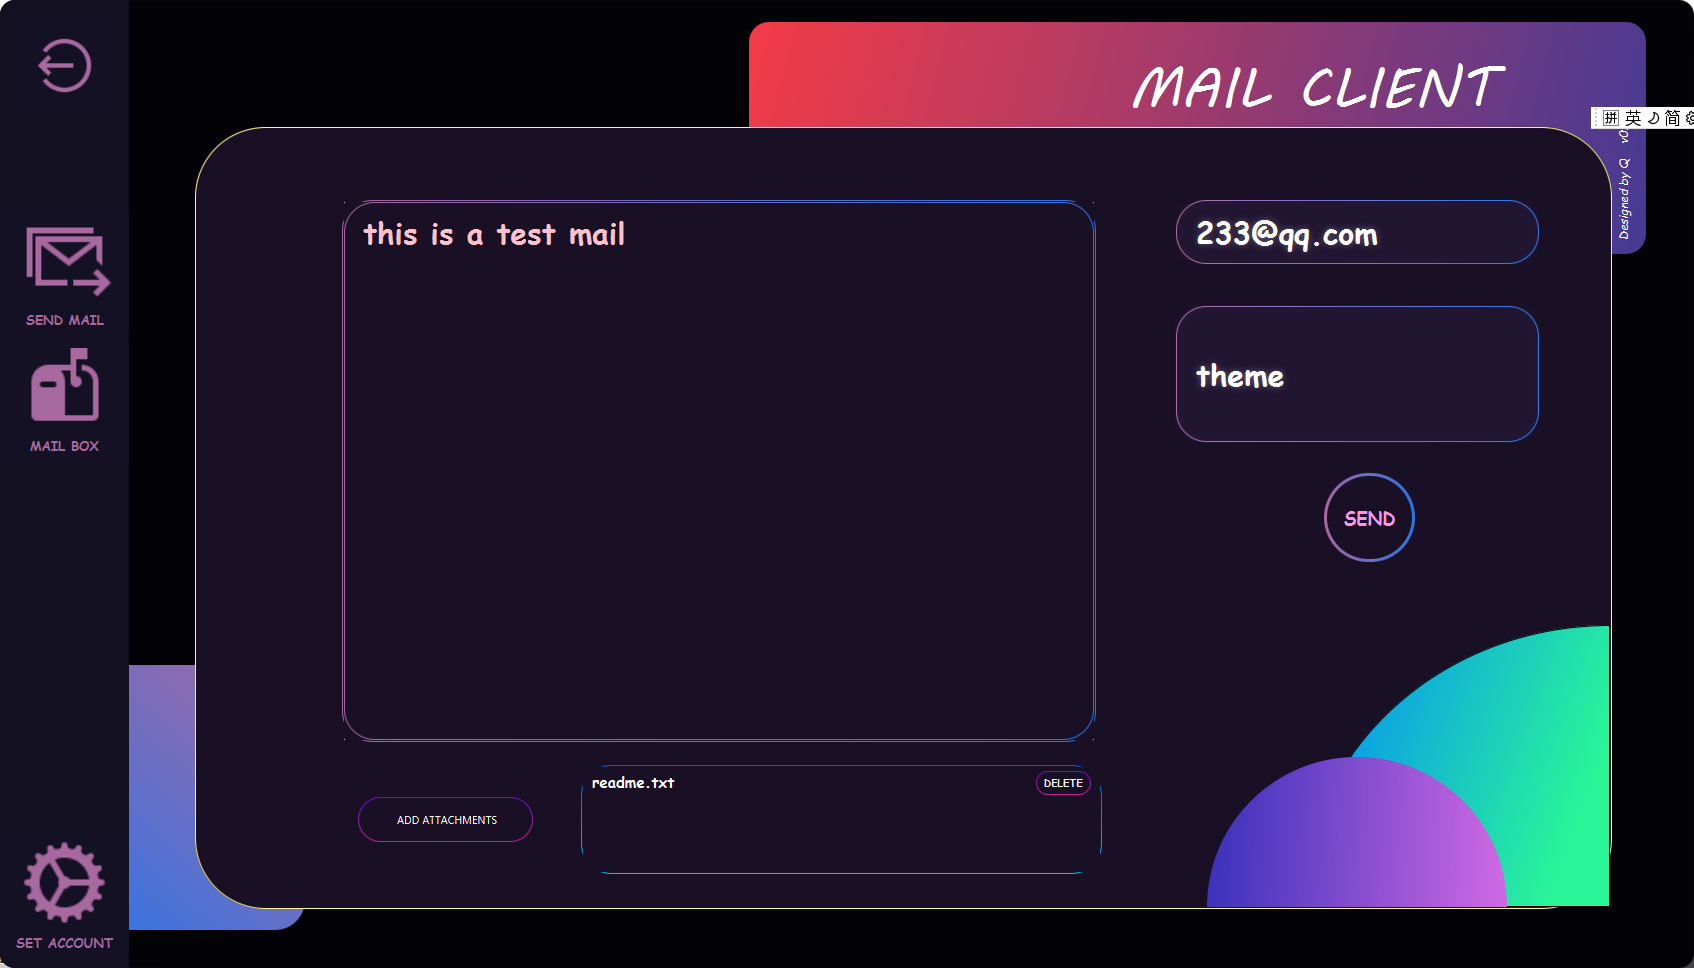 MAIL CLIENT
拼 英 简
Designed by Q
this is a test mail
233@qq.com
theme
SEND
SEND MAIL
MAIL BOX
readme.txt
DELETE
ADD ATTACHMENTS
SET ACCOUNT